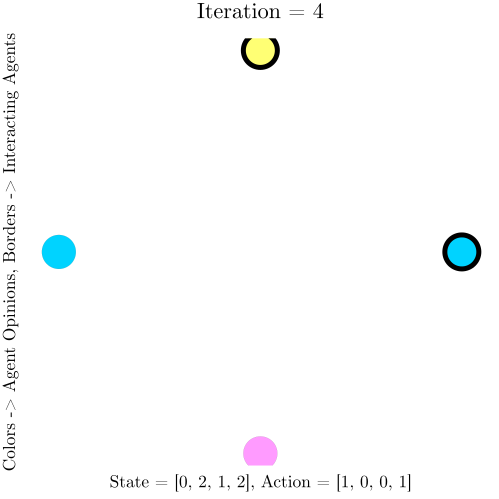 Iteration = 4
Colors -> Agent Opinions, Borders -> Interacting Agents
State = [0, 2, 1, 2], Action = [1, 0, 0, 1]